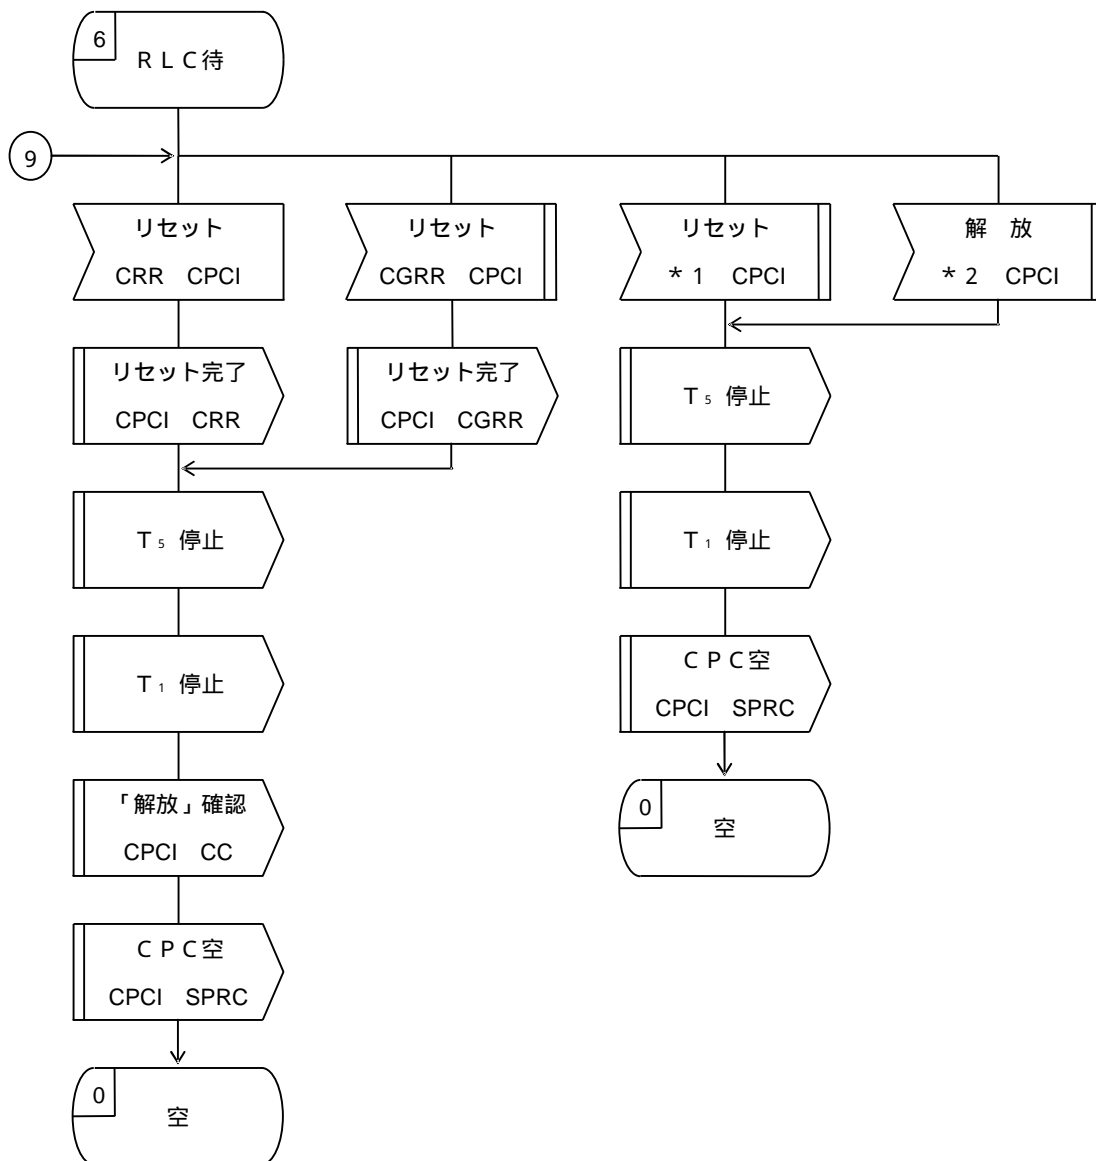 6
ＲＬＣ待
9
リセット
CRR　CPCI
リセット
CGRR　CPCI
リセット
＊１　CPCI
解　放
＊２　CPCI
リセット完了
CPCI　CRR
リセット完了
CPCI　CGRR
Ｔ₅ 停止
Ｔ₅ 停止
Ｔ₁ 停止
Ｔ₁ 停止
ＣＰＣ空
CPCI　SPRC
「解放」確認
CPCI　CC
0
空
ＣＰＣ空
CPCI　SPRC
0
空